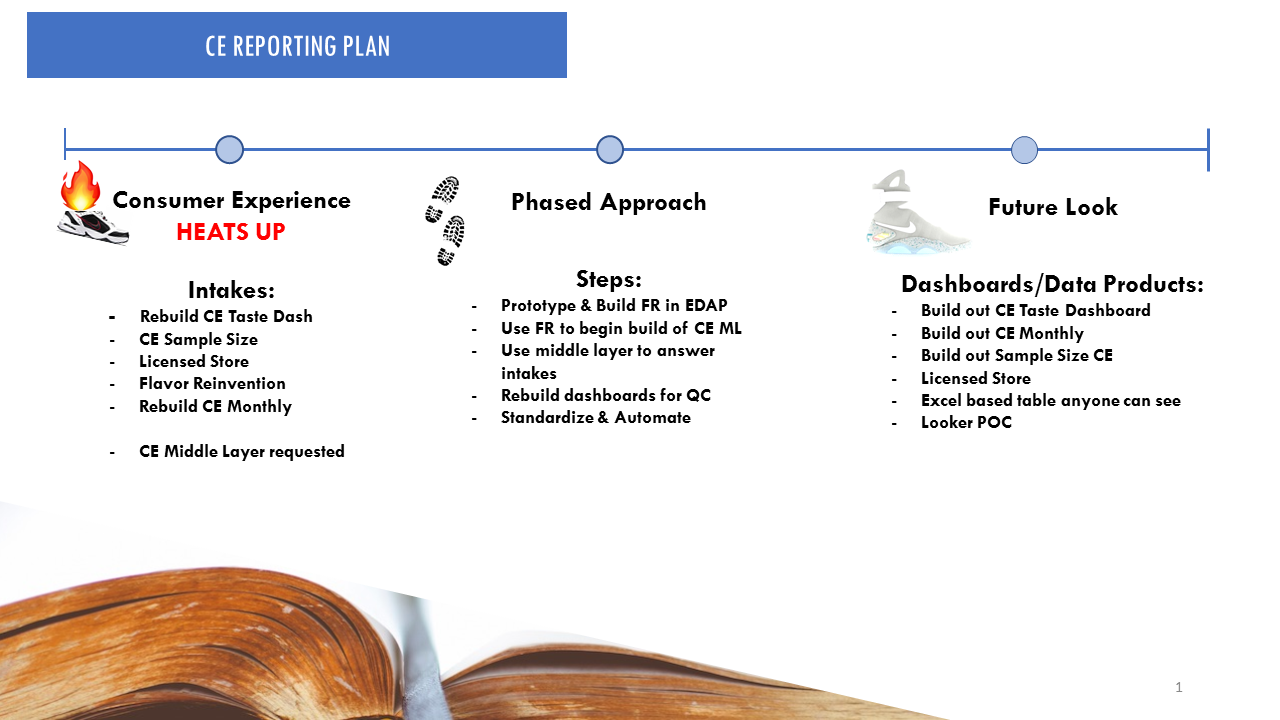 CE REPORTING PLAN
Consumer Experience
HEATS UP
Intakes:
- Rebuild CE Taste Dash
- CE Sample Size
- Licensed Store
- Flavor Reinvention
- Rebuild CE Monthly
- CE Middle Layer requested
Phased Approach
Steps:
- Prototype & Build FR in EDAP
- Use FR to begin build of CE ML
- Use middle layer to answer
intakes
- Rebuild dashboards for QC
- Standardize & Automate
Future Look
Dashboards/Data Products:
- Build out CE Taste Dashboard
- Build out CE Monthly
- Build out Sample Size CE
- Licensed Store
- Excel based table anyone can see
- Looker POC
1